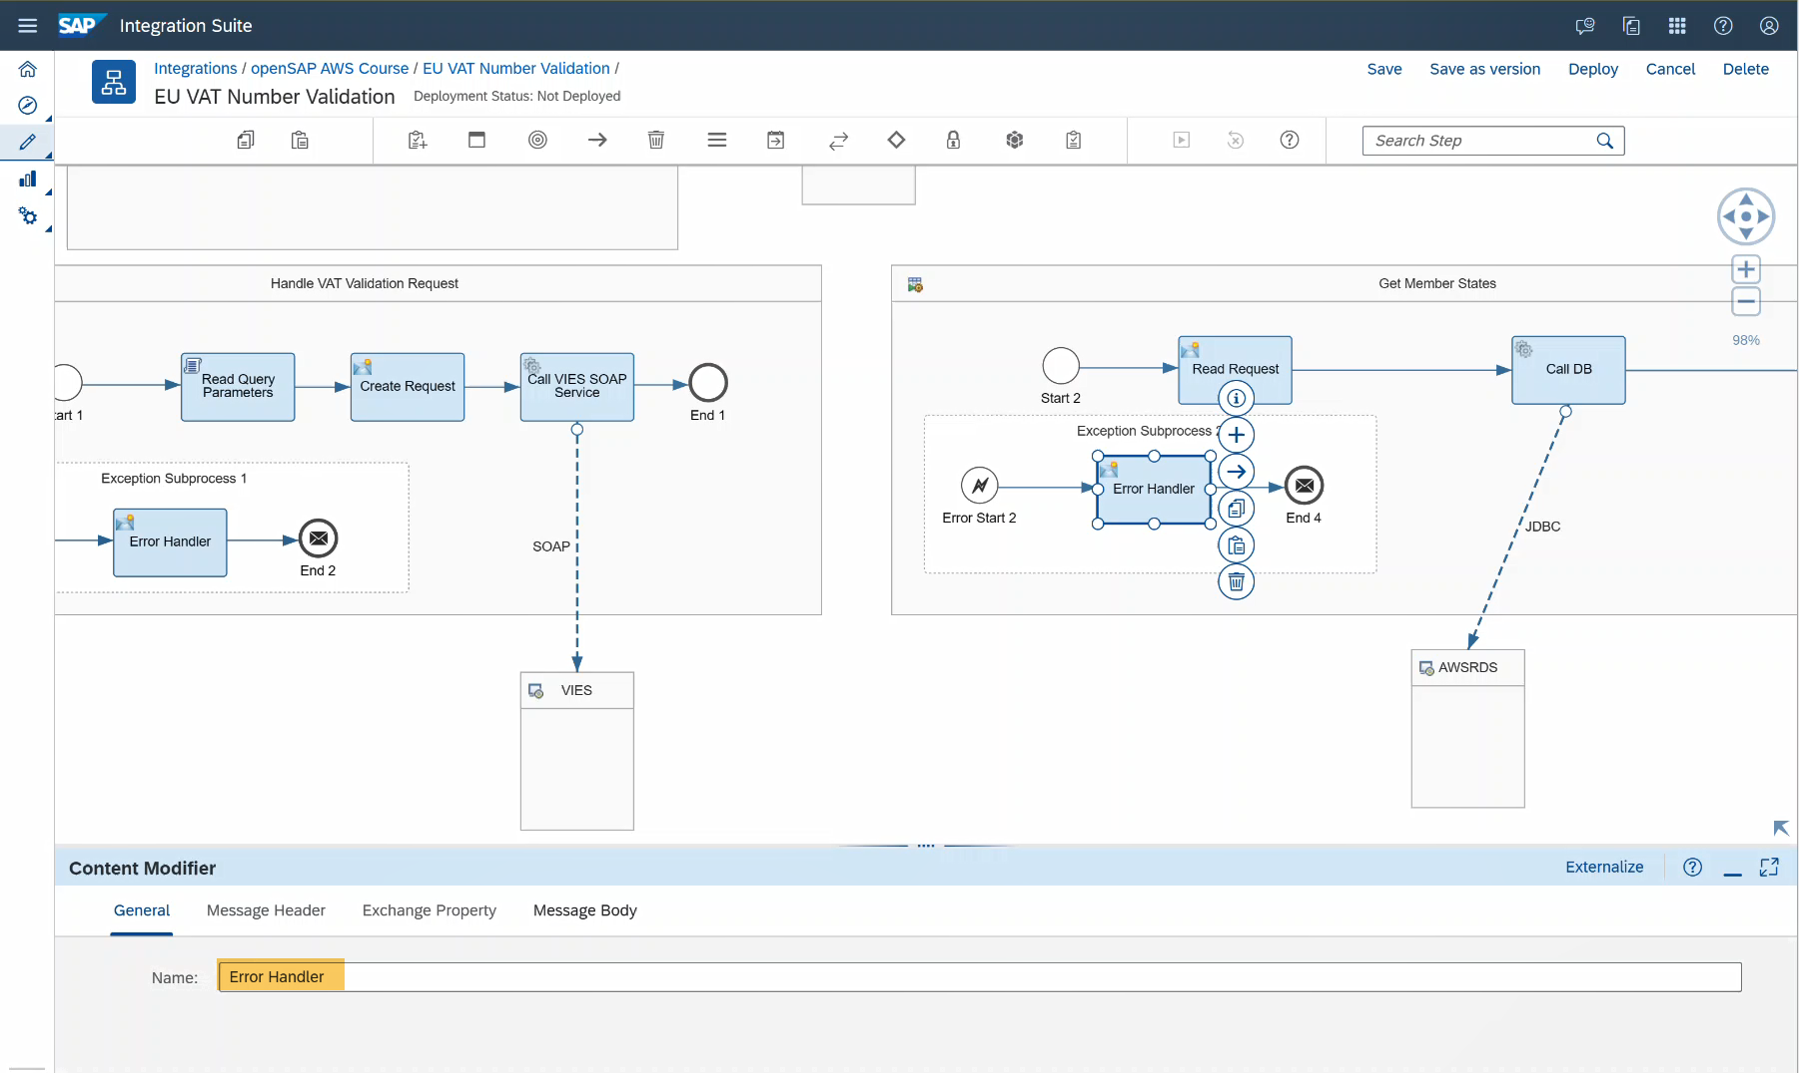 SAP Integration Suite
Integrations / openSAP AWS Course / EU VAT Number Validation /
EU VAT Number Validation Deployment Status: Not Deployed
Save Save as version Deploy Cancel Delete
Search Step
98%
Handle VAT Validation Request
art 1
Read Query
Parameters
Create Request
Call VIES SOAP
Service
End 1
Exception Subprocess 1
Error Handler
End 2
SOAP
VIES
Get Member States
Start 2
Read Request
Call DB
Exception Subprocess 2
Error Start 2
Error Handler
End 4
JDBC
AWSRDS
Content Modifier
Externalize
General Message Header Exchange Property Message Body
Name: Error Handler